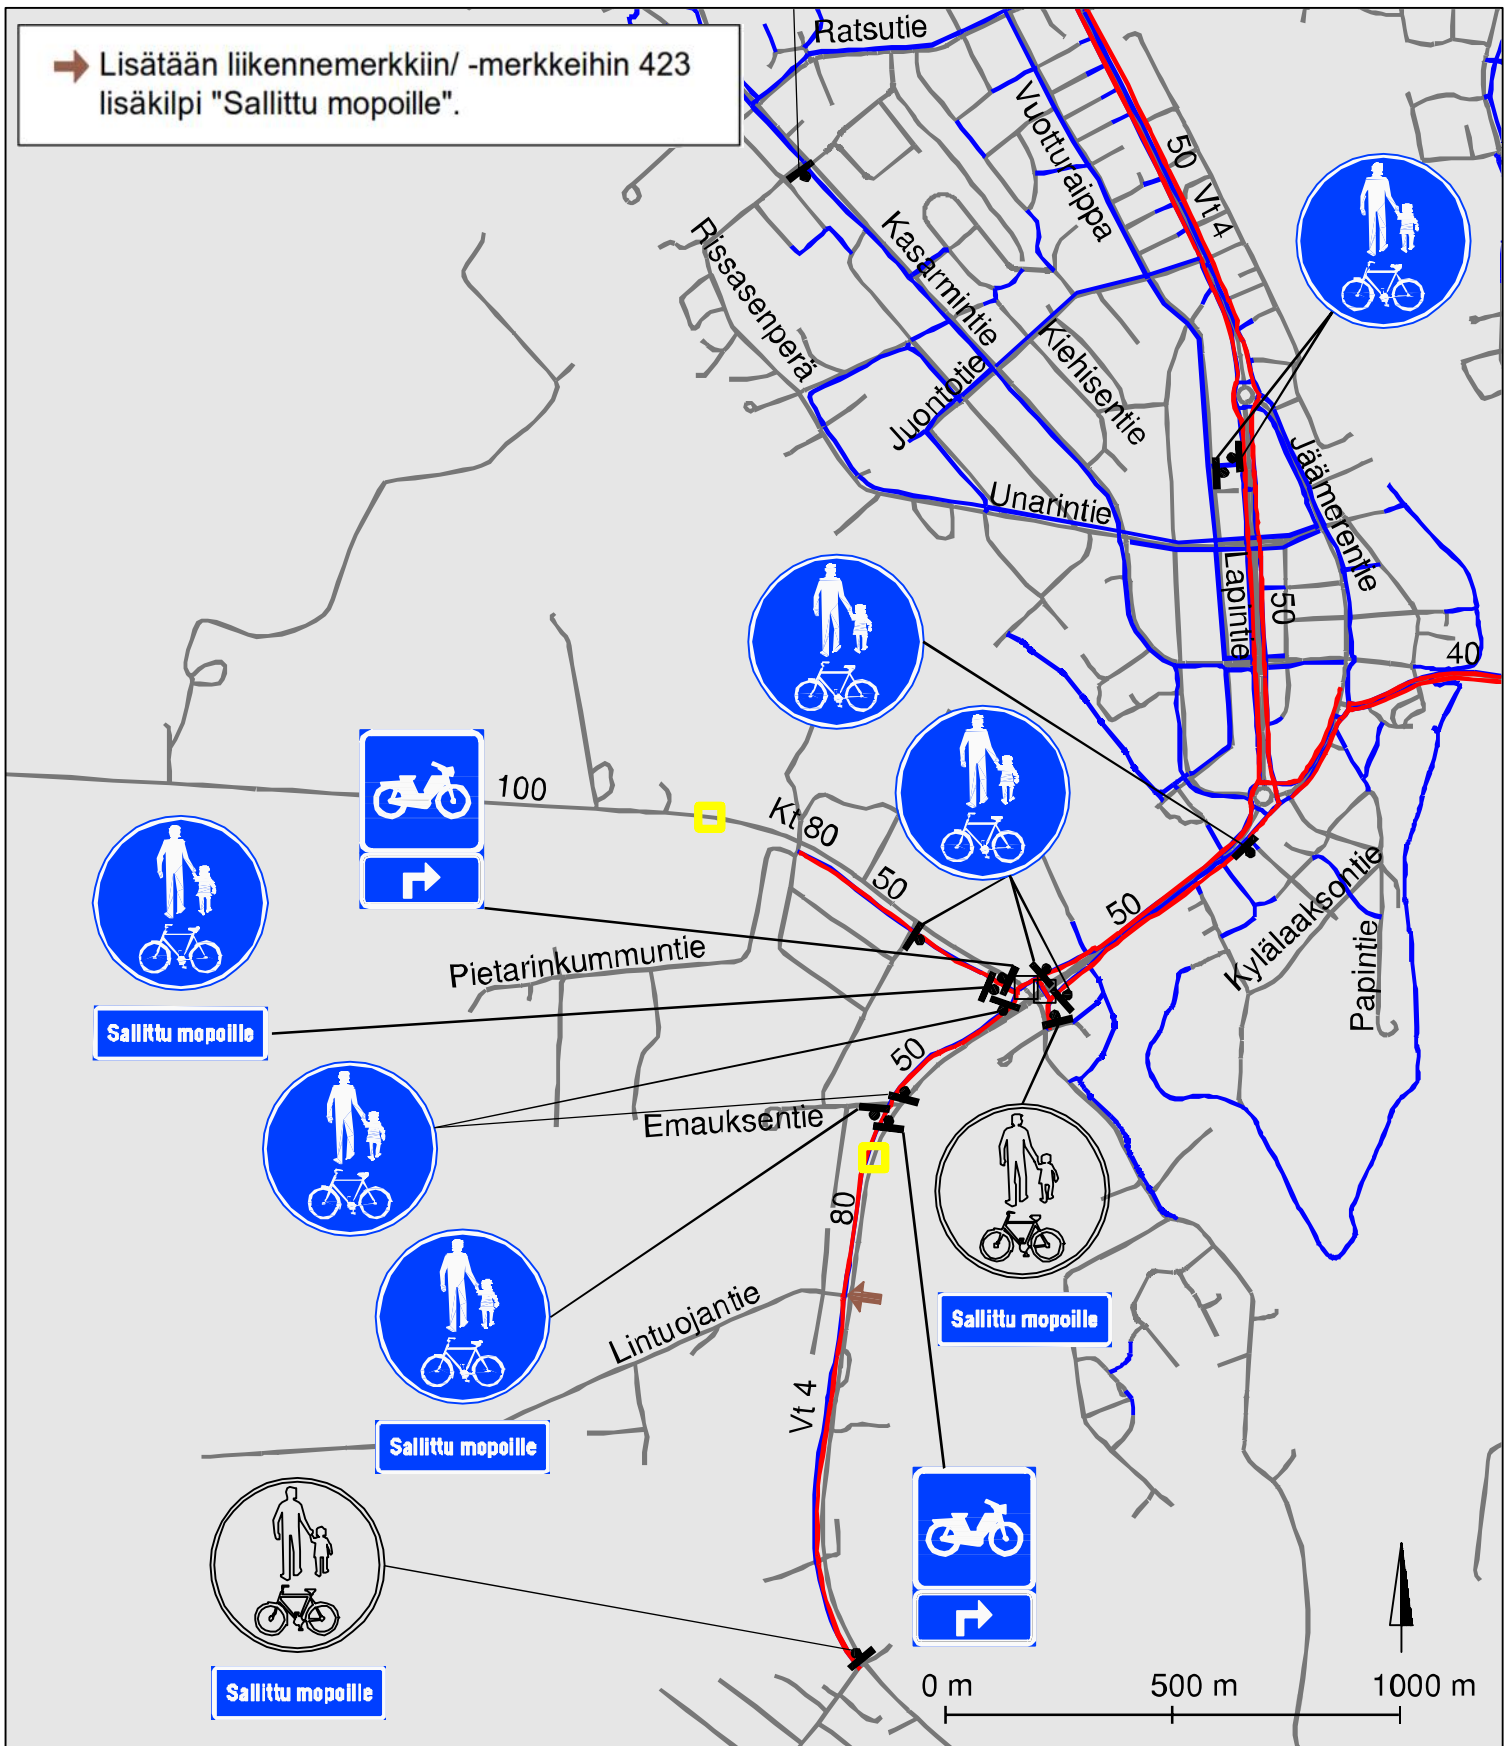 Lisätään liikennemerkkiin/ -merkkeihin 423
lisäkilpi "Sallittu mopoille".
Ratsutie
Vuotturaippa
50
Vt 4
Rissasenperä
Kasarmintie
Kiehisentie
Juontotie
Jäämerentie
Unarintie
Lapintie
50
40
100
Kt 80
50
50
Kylälaaksontie
Papintie
Pietarinkummuntie
Sallittu mopoille
50
Emauksentie
80
Lintuojantie
Sallittu mopoille
Vt 4
Sallittu mopoille
Sallittu mopoille
0 m
500 m
1000 m